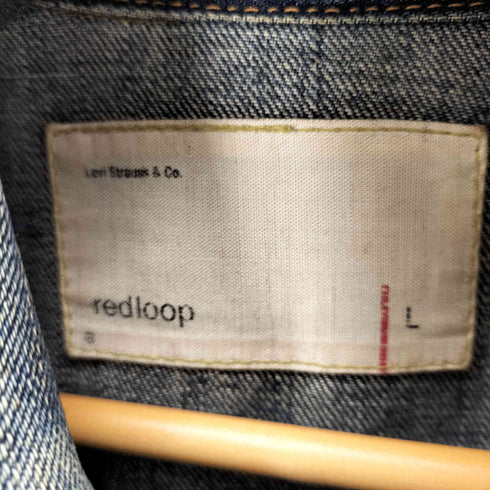 Levi Strauss & Co.
redloop
L